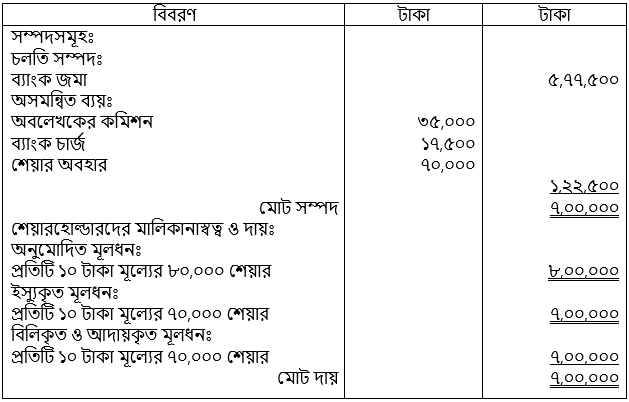 বিবরণ টাকা টাকা
সম্পদসমূহঃ
চলতি সম্পদঃ
ব্যাংক জমা ৫,৭৭,৫০০
অসমন্বিত ব্যয়ঃ
অবলেখকের কমিশন ৩৫,০০০
ব্যাংক চার্জ ১৭,৫০০
শেয়ার অবহার ৭০,০০০
১,২২,৫০০
মোট সম্পদ ৭,০০,০০০
শেয়ারহোল্ডারদের মালিকানাস্বত্ব ও দায়ঃ
অনুমোদিত মূলধনঃ
প্রতিটি ১০ টাকা মূল্যের ৮০,০০০ শেয়ার ৮,০০,০০০
ইস্যুকৃত মূলধনঃ
প্রতিটি ১০ টাকা মূল্যের ৭০,০০০ শেয়ার ৭,০০,০০০
বিলিকৃত ও আদায়কৃত মূলধনঃ
প্রতিটি ১০ টাকা মূল্যের ৭০,০০০ শেয়ার ৭,০০,০০০
মোট দায় ৭,০০,০০০